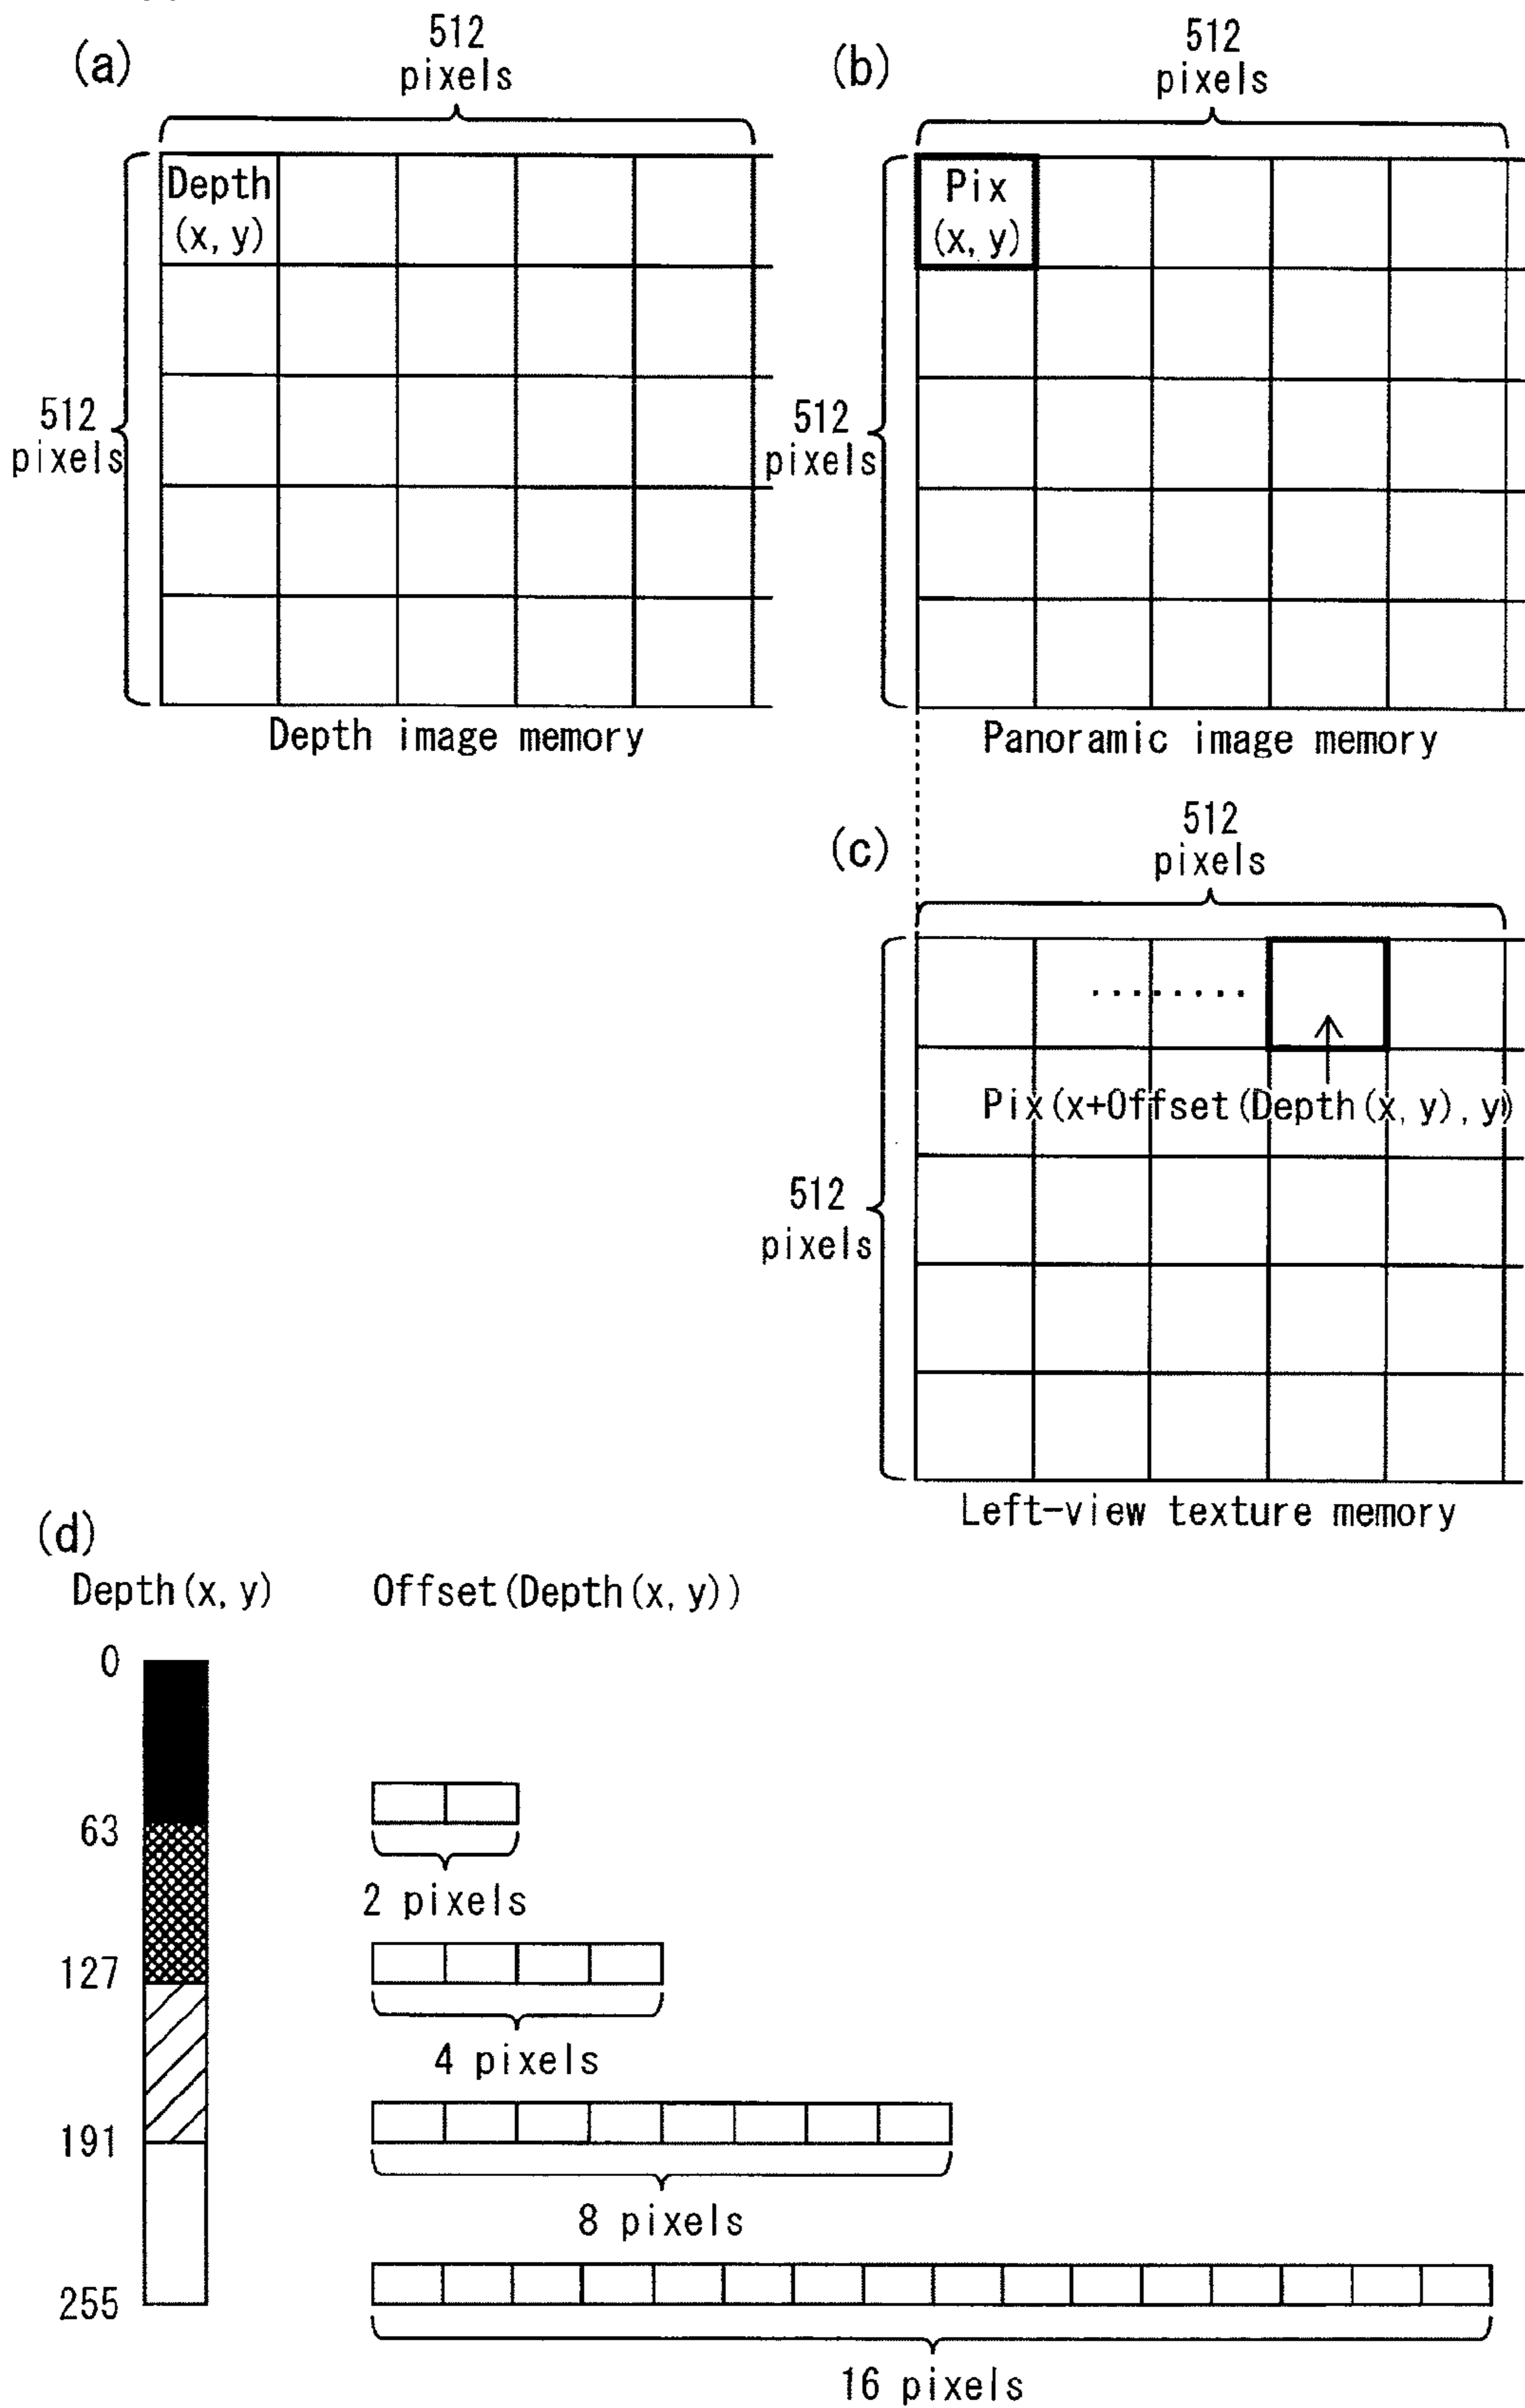 (a)
512
pixels
Depth
(x, y)
512
pixels
Depth image memory
(b)
512
pixels
Pix
(x, y)
512
pixels
Panoramic image memory
(c)
512
pixels
........
Pix(x+Offset(Depth(x, y), y)
512
pixels
Left-view texture memory
(d)
Depth(x, y)
Offset(Depth(x, y))
0
63
2 pixels
127
4 pixels
191
8 pixels
255
16 pixels